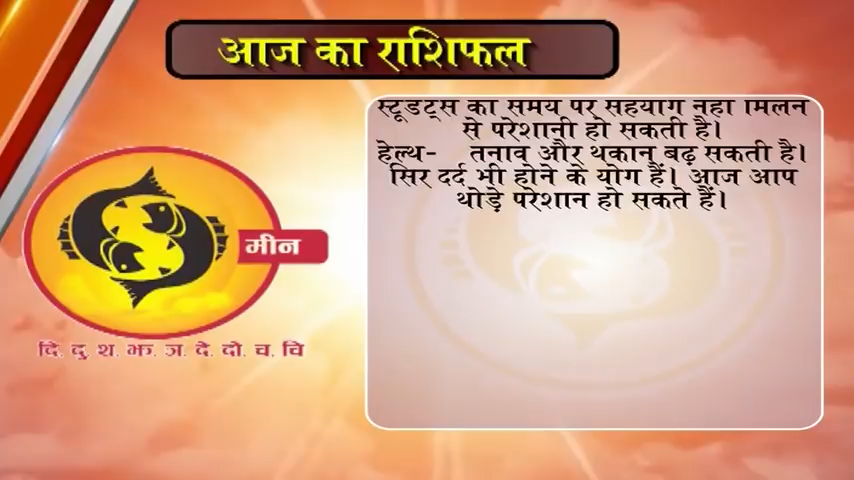 आज का राशिफल
स्टूडेंट्स को समय पर सहयोग नहीं मिलने
से परेशानी हो सकती है।
हेल्थ- तनाव और थकान बढ़ सकती है।
सिर दर्द भी होने के योग हैं। आज आप
थोड़े परेशान हो सकते हैं।
मीन
दि. दु. श. झ. ञ. दे. दो. च. चि